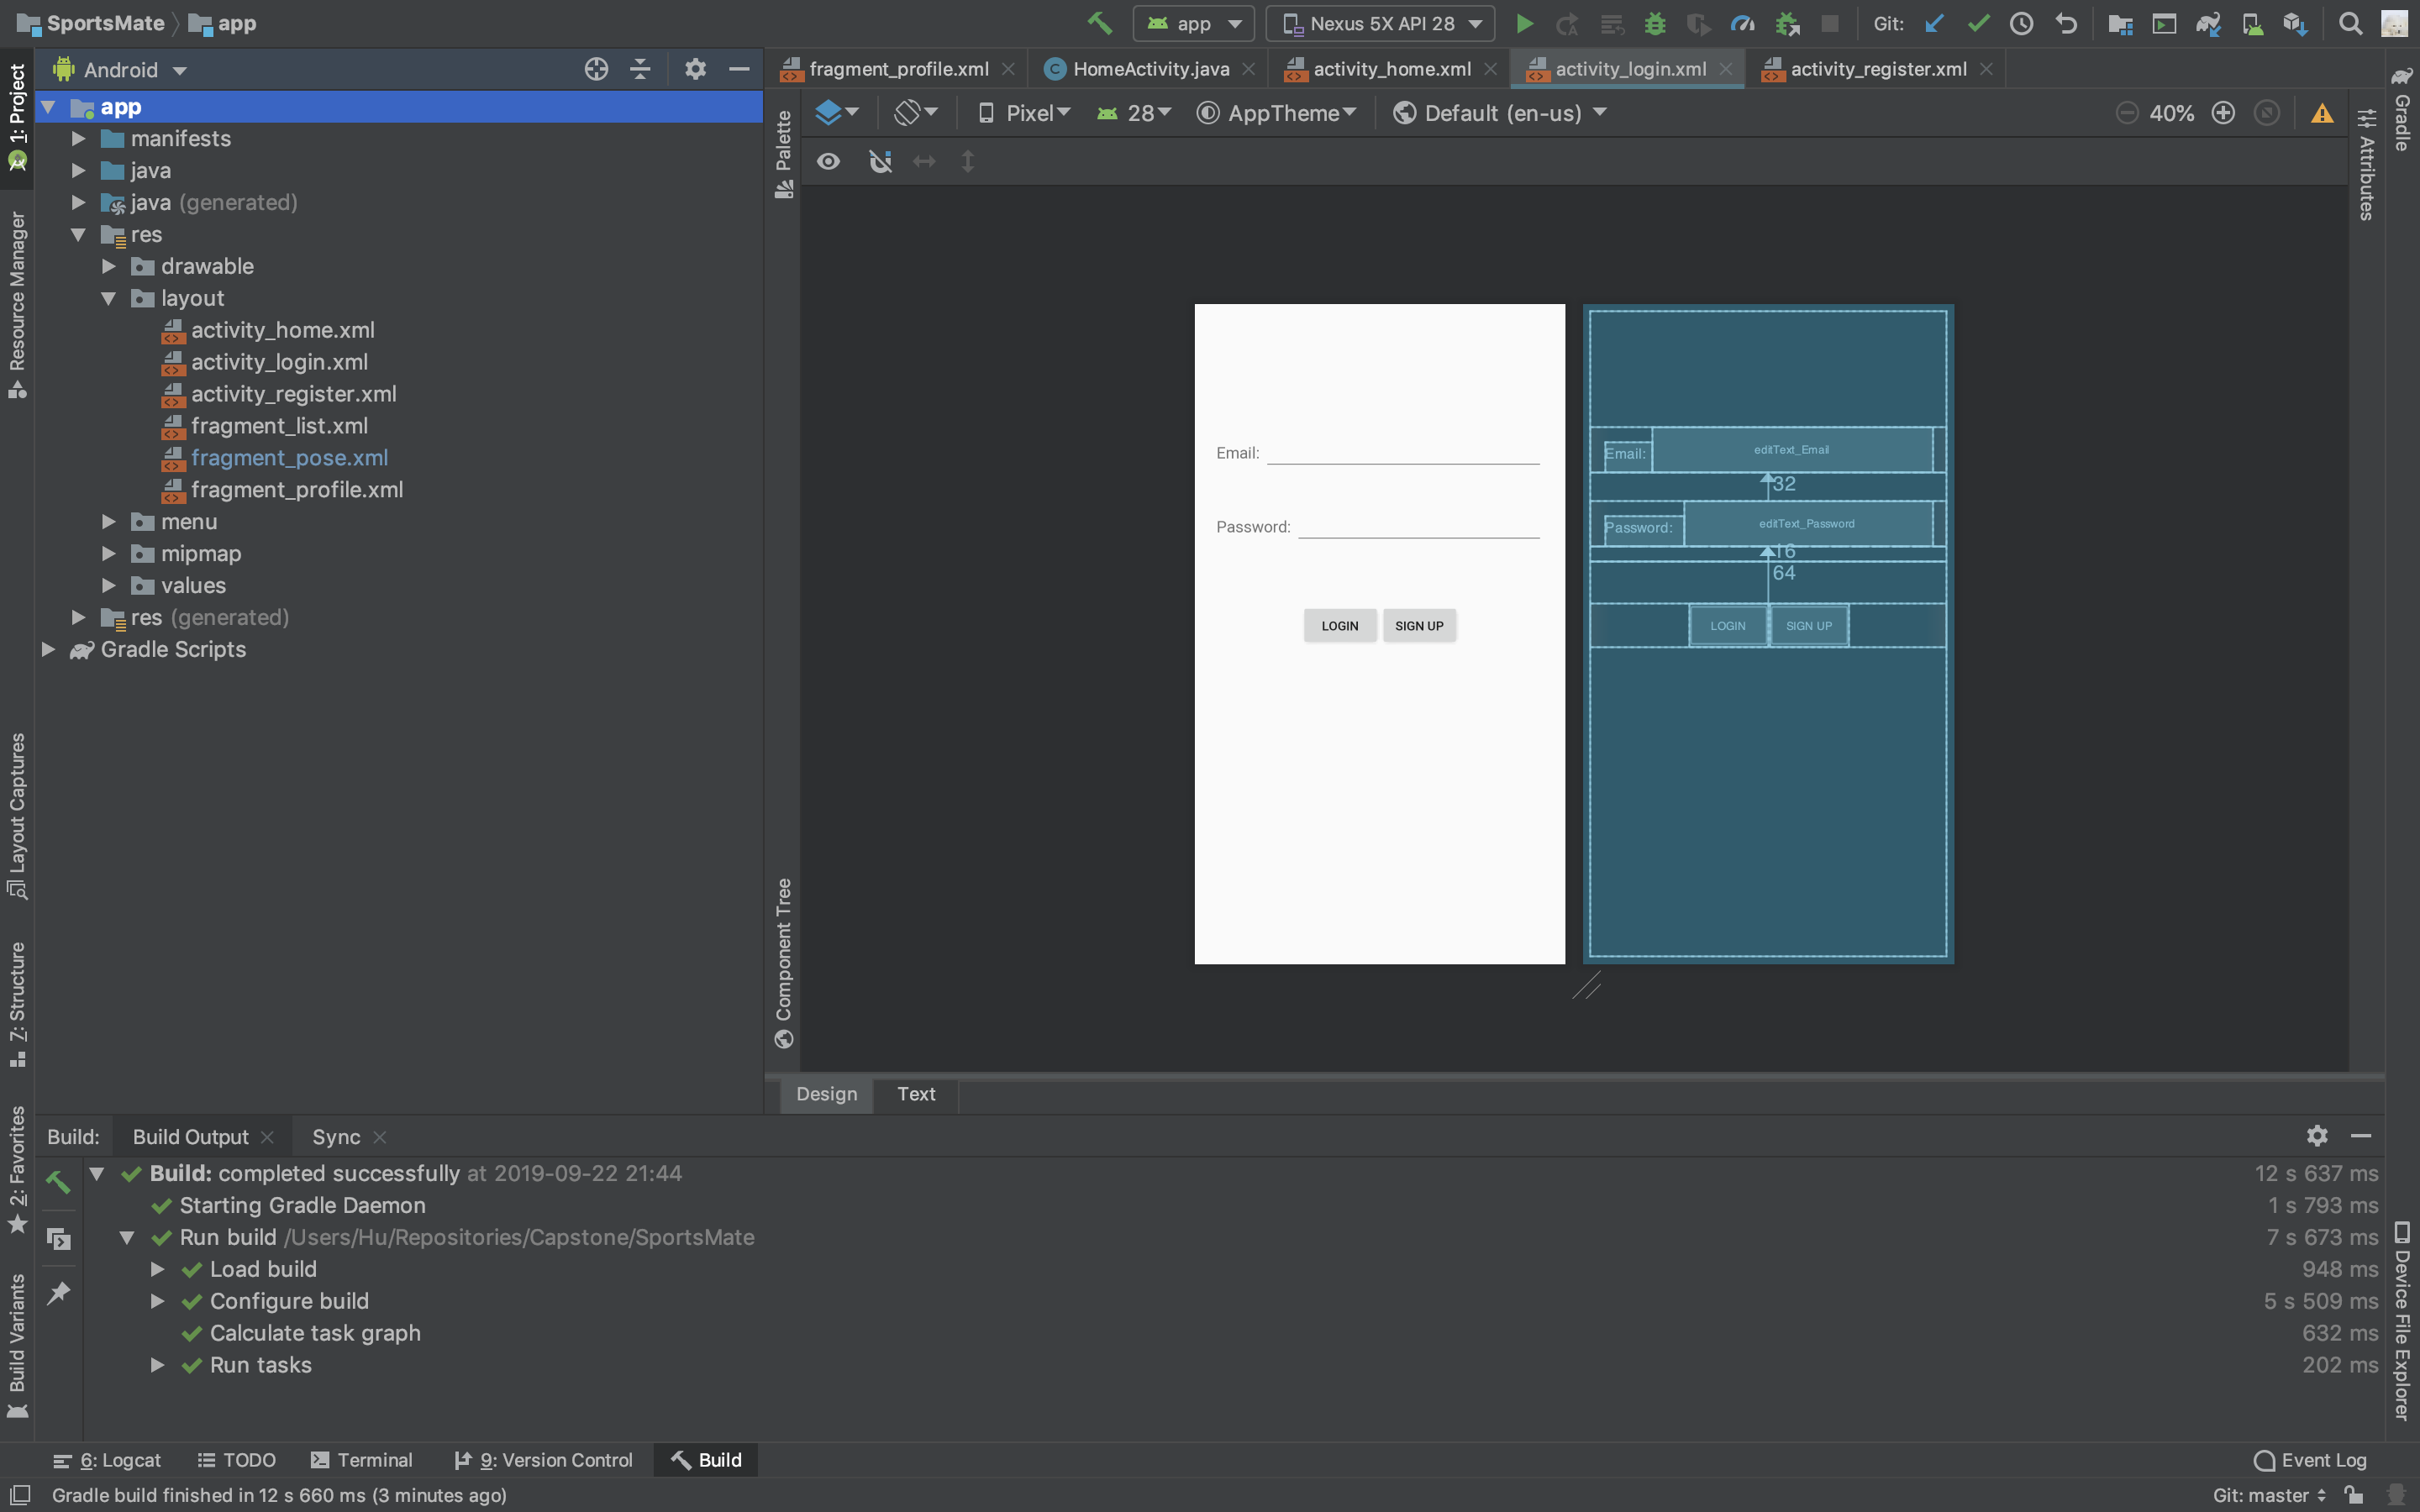 SportsMate app
app
Nexus 5X API 28
Git:
1: Project
Resource Manager
Layout Captures
7: Structure
2: Favorites
Build Variants
Android
app
manifests
java
java (generated)
res
drawable
layout
activity_home.xml
activity_login.xml
activity_register.xml
fragment_list.xml
fragment_pose.xml
fragment_profile.xml
menu
mipmap
values
res (generated)
Gradle Scripts
fragment_profile.xml
HomeActivity.java
activity_home.xml
activity_login.xml
activity_register.xml
Palette
Component Tree
Pixel
28
AppTheme
Default (en-us)
40%
Attributes
Gradle
Device File Explorer
Email:
Password:
LOGIN
SIGN UP
Email:
editText_Email
32
Password:
editText_Password
16
64
LOGIN
SIGN UP
Design
Text
Build:
Build Output
Sync
Build: completed successfully at 2019-09-22 21:44
12 s 637 ms
Starting Gradle Daemon
1 s 793 ms
Run build /Users/Hu/Repositories/Capstone/SportsMate
7 s 673 ms
Load build
948 ms
Configure build
5 s 509 ms
Calculate task graph
632 ms
Run tasks
202 ms
6: Logcat
TODO
Terminal
9: Version Control
Build
Event Log
Gradle build finished in 12 s 660 ms (3 minutes ago)
Git: master